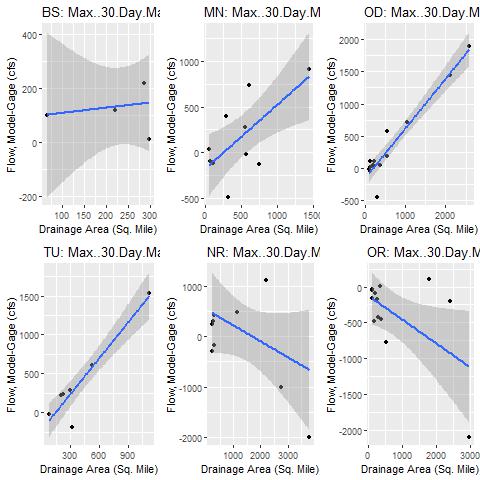 BS: Max..30.Day.Ma
Flow, Model-Gage (cfs)
400
200
0
-200
100 150 200 250 300
Drainage Area (Sq. Mile)
MN: Max..30.Day.M
Flow, Model-Gage (cfs)
1000
500
0
-500
0 500 1000 1500
Drainage Area (Sq. Mile)
OD: Max..30.Day.M
Flow, Model-Gage (cfs)
2000
1500
1000
500
0
-500
0 1000 2000
Drainage Area (Sq. Mile)
TU: Max..30.Day.M
Flow, Model-Gage (cfs)
1500
1000
500
0
300 600 900
Drainage Area (Sq. Mile)
NR: Max..30.Day.M
Flow, Model-Gage (cfs)
1000
0
-1000
-2000
1000 2000 3000
Drainage Area (Sq. Mile)
OR: Max..30.Day.M
Flow, Model-Gage (cfs)
0
-500
-1000
-1500
-2000
0 1000 2000 3000
Drainage Area (Sq. Mile)